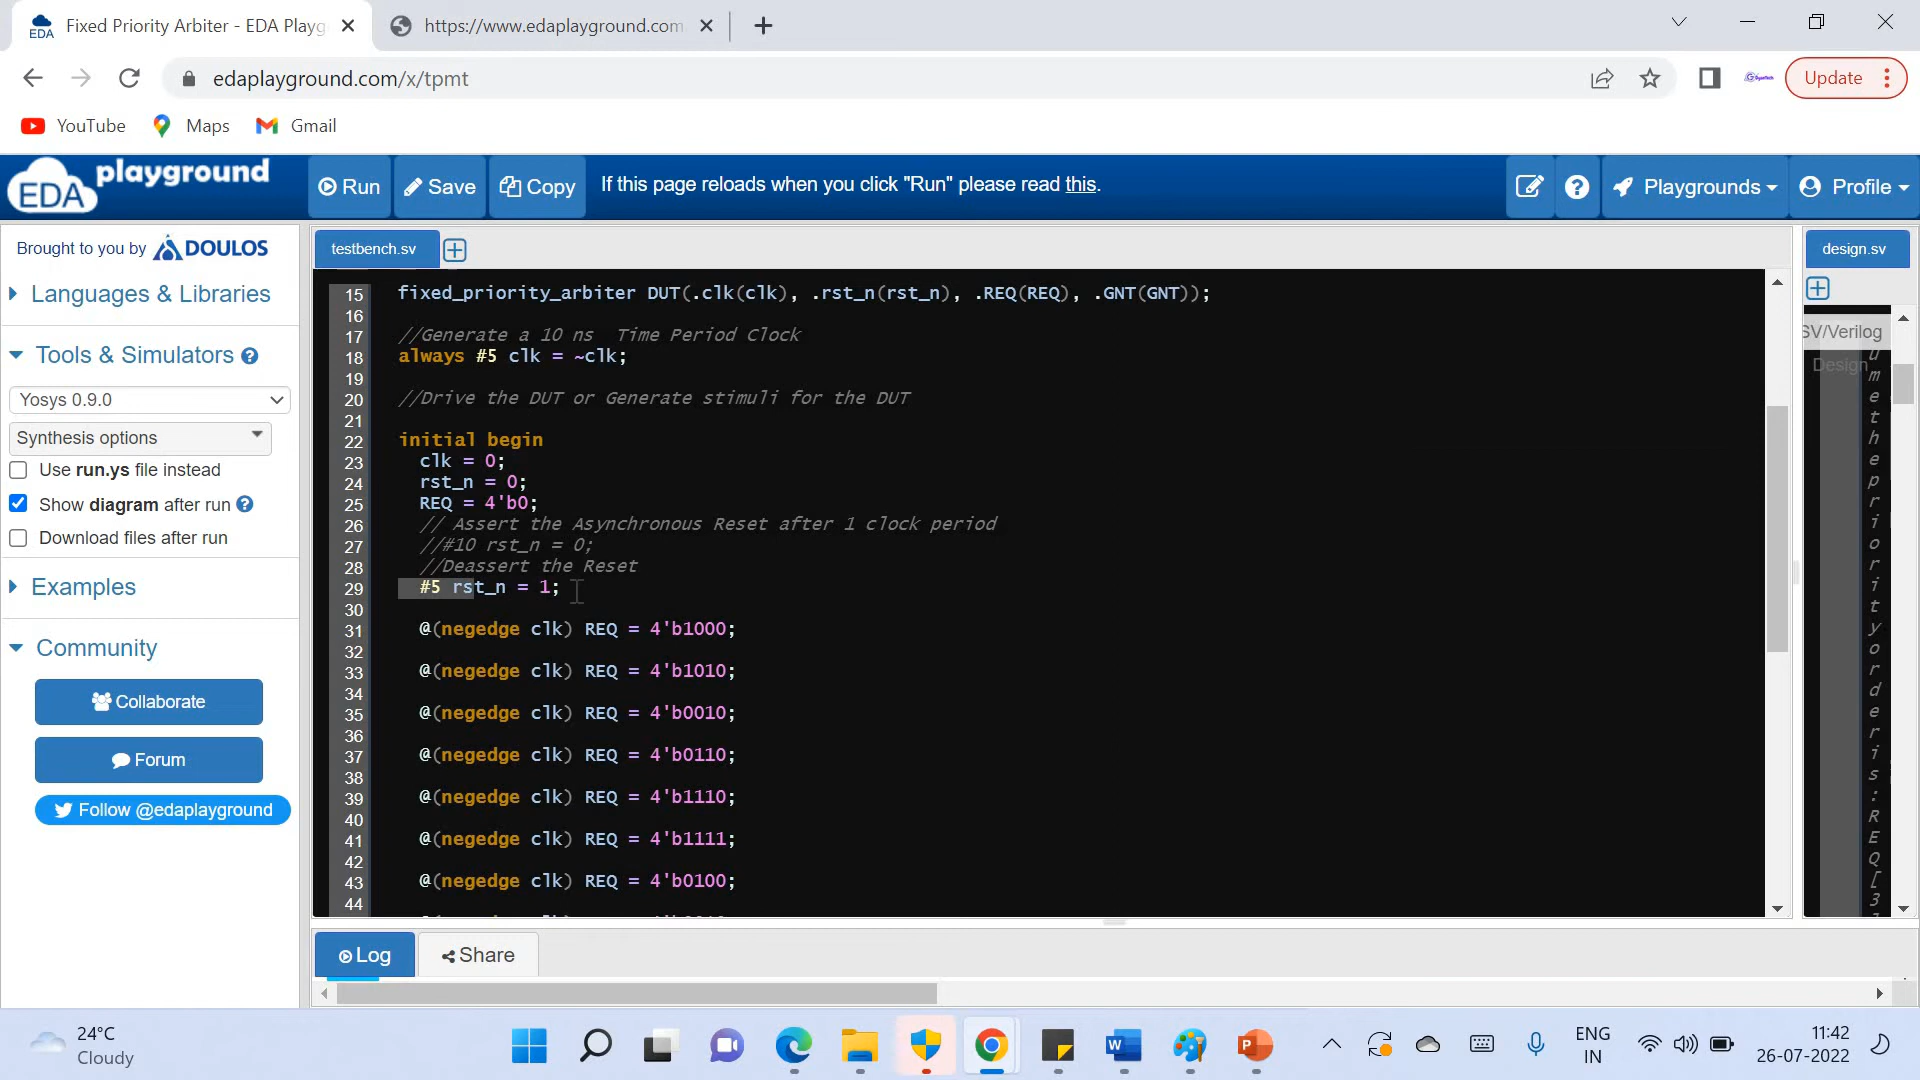 Fixed Priority Arbiter - EDA Playg
https://www.edaplayground.com
edaplayground.com/x/tpmt
Update
YouTube
Maps
Gmail
EDA playground
Run
Save
Copy
If this page reloads when you click "Run" please read this.
Playgrounds
Profile
Brought to you by DOULOS
Languages & Libraries
Tools & Simulators
Yosys 0.9.0
Synthesis options
Use run.ys file instead
Show diagram after run
Download files after run
Examples
Community
Collaborate
Forum
Follow @edaplayground
testbench.sv
15 fixed_priority_arbiter DUT(.clk(clk), .rst_n(rst_n), .REQ(REQ), .GNT(GNT));
16
17 //Generate a 10 ns  Time Period Clock
18 always #5 clk = ~clk;
19
20 //Drive the DUT or Generate stimuli for the DUT
21
22 initial begin
23 clk = 0;
24 rst_n = 0;
25 REQ = 4'b0;
26 // Assert the Asynchronous Reset after 1 clock period
27 //#10 rst_n = 0;
28 //Deassert the Reset
29 #5 rst_n = 1;
30
31 @(negedge clk) REQ = 4'b1000;
32
33 @(negedge clk) REQ = 4'b1010;
34
35 @(negedge clk) REQ = 4'b0010;
36
37 @(negedge clk) REQ = 4'b0110;
38
39 @(negedge clk) REQ = 4'b1110;
40
41 @(negedge clk) REQ = 4'b1111;
42
43 @(negedge clk) REQ = 4'b0100;
44
design.sv
SV/Verilog
Design
u
m
e
t
h
e
p
r
i
o
r
i
t
y
o
r
d
e
r
i
s
:
R
E
Q
[
3
Log
Share
24°C
Cloudy
ENG
IN
11:42
26-07-2022